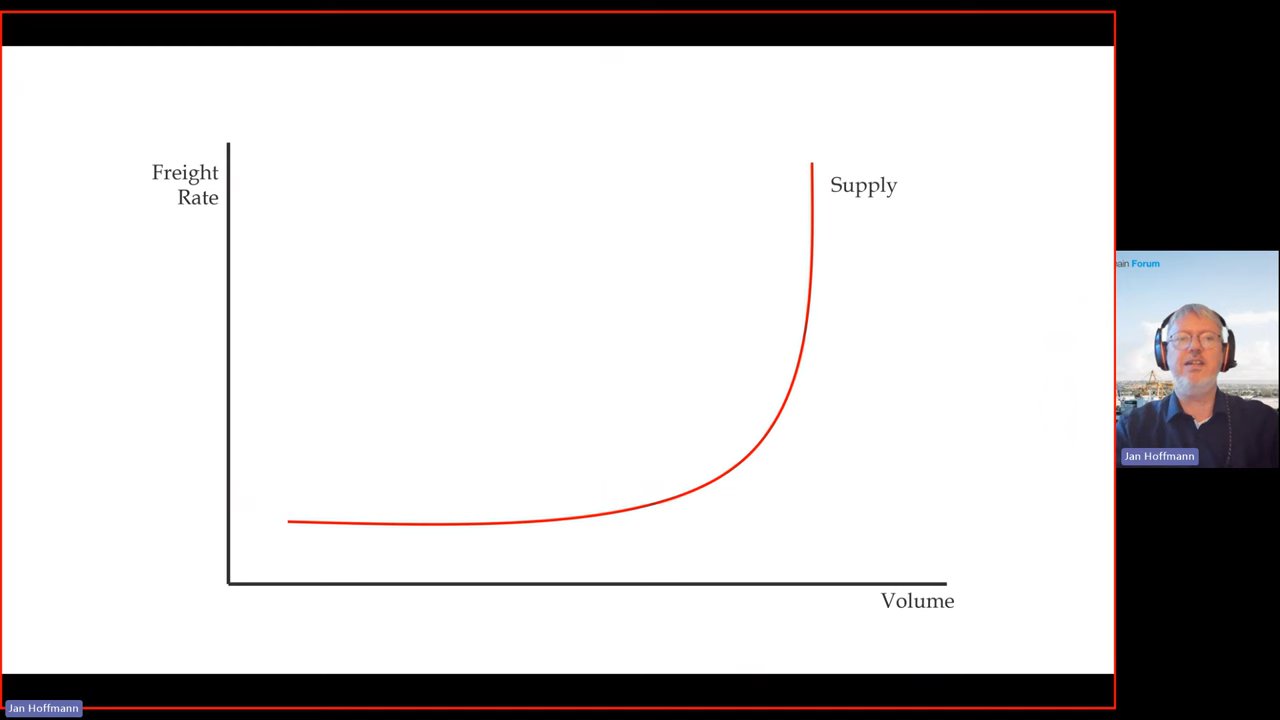 Freight
Rate
Supply
Volume
Forum
Jan Hoffmann
Jan Hoffmann